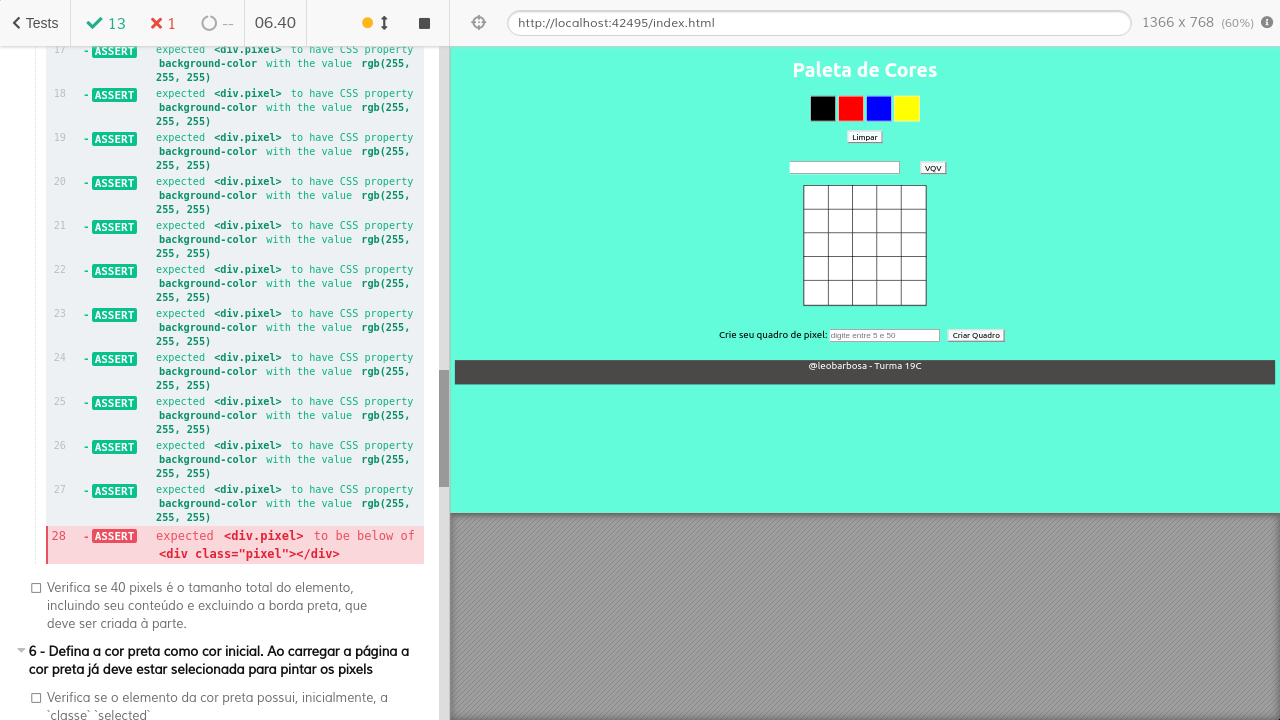 Tests
13
1
--
06.40
http://localhost:42495/index.html
1366 x 768 (60%)
17 - ASSERT expected <div.pixel> to have CSS property
background-color with the value rgb(255,
255, 255)
18 - ASSERT expected <div.pixel> to have CSS property
background-color with the value rgb(255,
255, 255)
19 - ASSERT expected <div.pixel> to have CSS property
background-color with the value rgb(255,
255, 255)
20 - ASSERT expected <div.pixel> to have CSS property
background-color with the value rgb(255,
255, 255)
21 - ASSERT expected <div.pixel> to have CSS property
background-color with the value rgb(255,
255, 255)
22 - ASSERT expected <div.pixel> to have CSS property
background-color with the value rgb(255,
255, 255)
23 - ASSERT expected <div.pixel> to have CSS property
background-color with the value rgb(255,
255, 255)
24 - ASSERT expected <div.pixel> to have CSS property
background-color with the value rgb(255,
255, 255)
25 - ASSERT expected <div.pixel> to have CSS property
background-color with the value rgb(255,
255, 255)
26 - ASSERT expected <div.pixel> to have CSS property
background-color with the value rgb(255,
255, 255)
27 - ASSERT expected <div.pixel> to have CSS property
background-color with the value rgb(255,
255, 255)
28 - ASSERT expected <div.pixel> to be below of
<div class="pixel"></div>
Verifica se 40 pixels é o tamanho total do elemento,
incluindo seu conteúdo e excluindo a borda preta, que
deve ser criada à parte.
6 - Defina a cor preta como cor inicial. Ao carregar a página a
cor preta já deve estar selecionada para pintar os pixels
Verifica se o elemento da cor preta possui, inicialmente, a
`classe` `selected`
Paleta de Cores
Limpar
VQV
Crie seu quadro de pixel: digite entre 5 e 50 Criar Quadro
@leobarbosa - Turma 19C